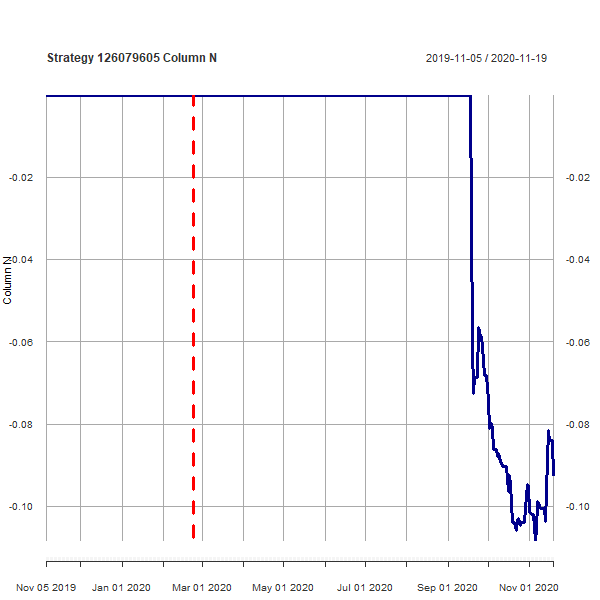 Strategy 126079605 Column N
2019-11-05 / 2020-11-19
-0.02
-0.02
-0.04
-0.04
Column N
-0.06
-0.06
-0.08
-0.08
-0.10
-0.10
Nov 05 2019
Jan 01 2020
Mar 01 2020
May 01 2020
Jul 01 2020
Sep 01 2020
Nov 01 2020